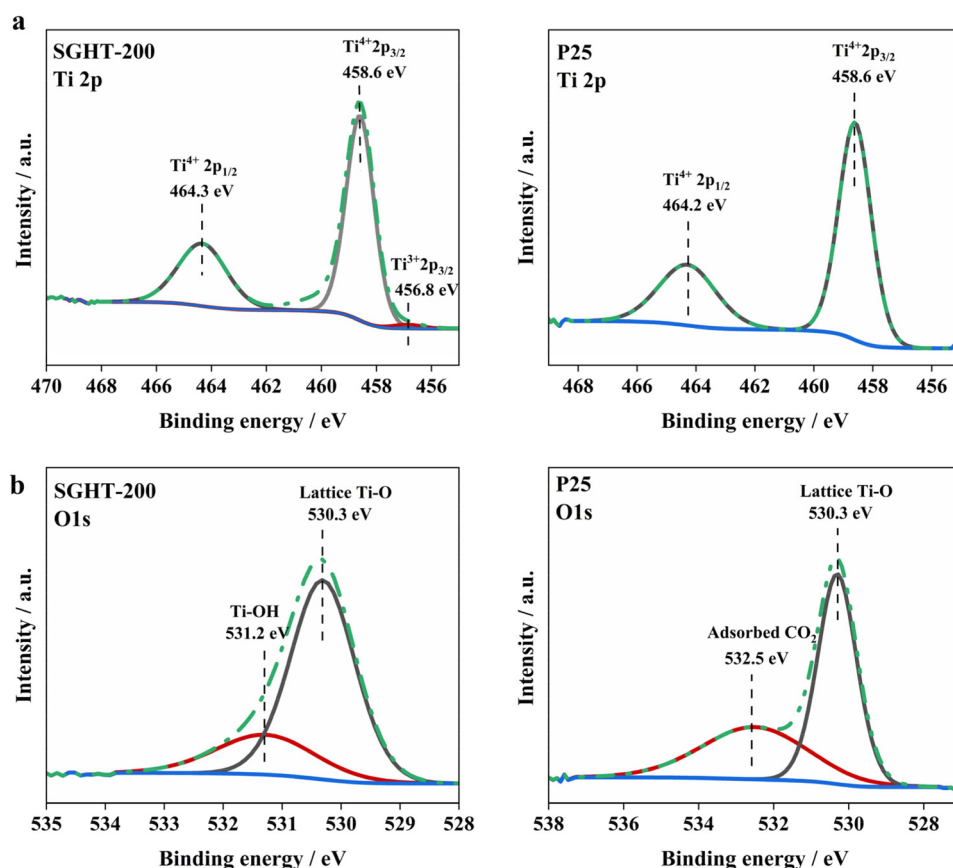 a
SGHT-200
Ti 2p
Ti⁴⁺2p₃/₂
458.6 eV
Ti⁴⁺ 2p₁/₂
464.3 eV
Ti³⁺2p₃/₂
456.8 eV
Intensity / a.u.
470 468 466 464 462 460 458 456
Binding energy / eV
P25
Ti 2p
Ti⁴⁺2p₃/₂
458.6 eV
Ti⁴⁺ 2p₁/₂
464.2 eV
Intensity / a.u.
468 466 464 462 460 458 456
Binding energy / eV
b
SGHT-200
O1s
Lattice Ti-O
530.3 eV
Ti-OH
531.2 eV
Intensity / a.u.
535 534 533 532 531 530 529 528
Binding energy / eV
P25
O1s
Lattice Ti-O
530.3 eV
Adsorbed CO₂
532.5 eV
Intensity / a.u.
538 536 534 532 530 528
Binding energy / eV